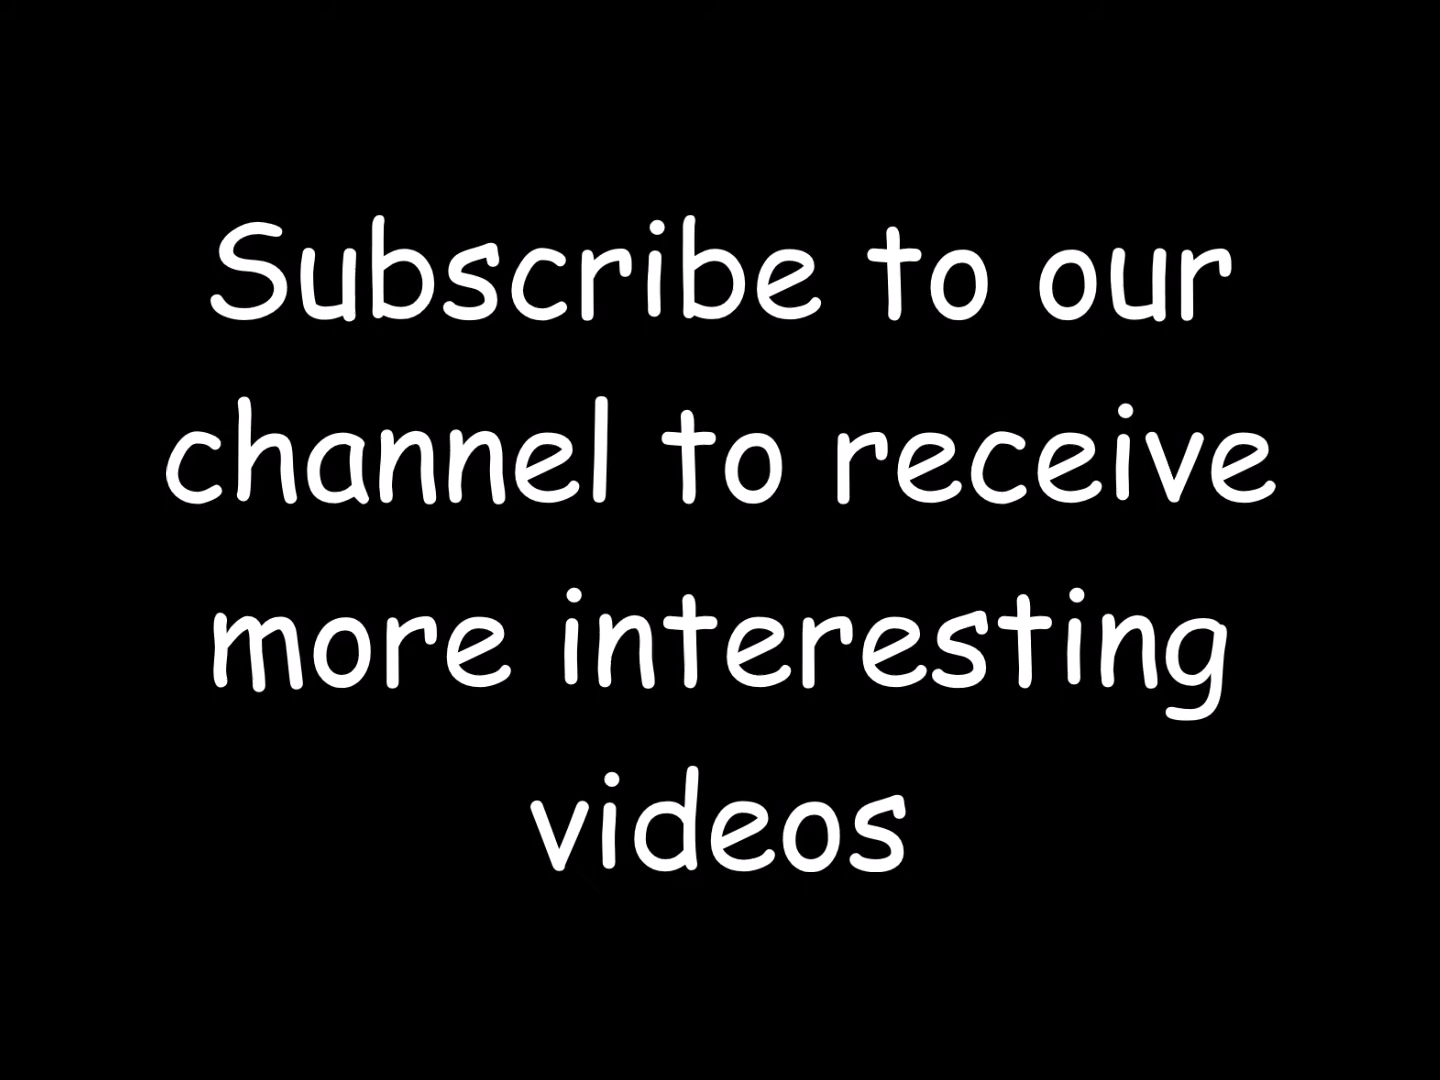 Subscribe to our
channel to receive
more interesting
videos